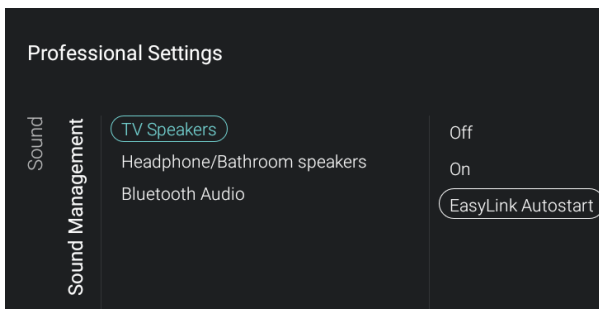 Professional Settings
Sound
Sound Management
TV Speakers
Headphone/Bathroom speakers
Bluetooth Audio
Off
On
EasyLink Autostart